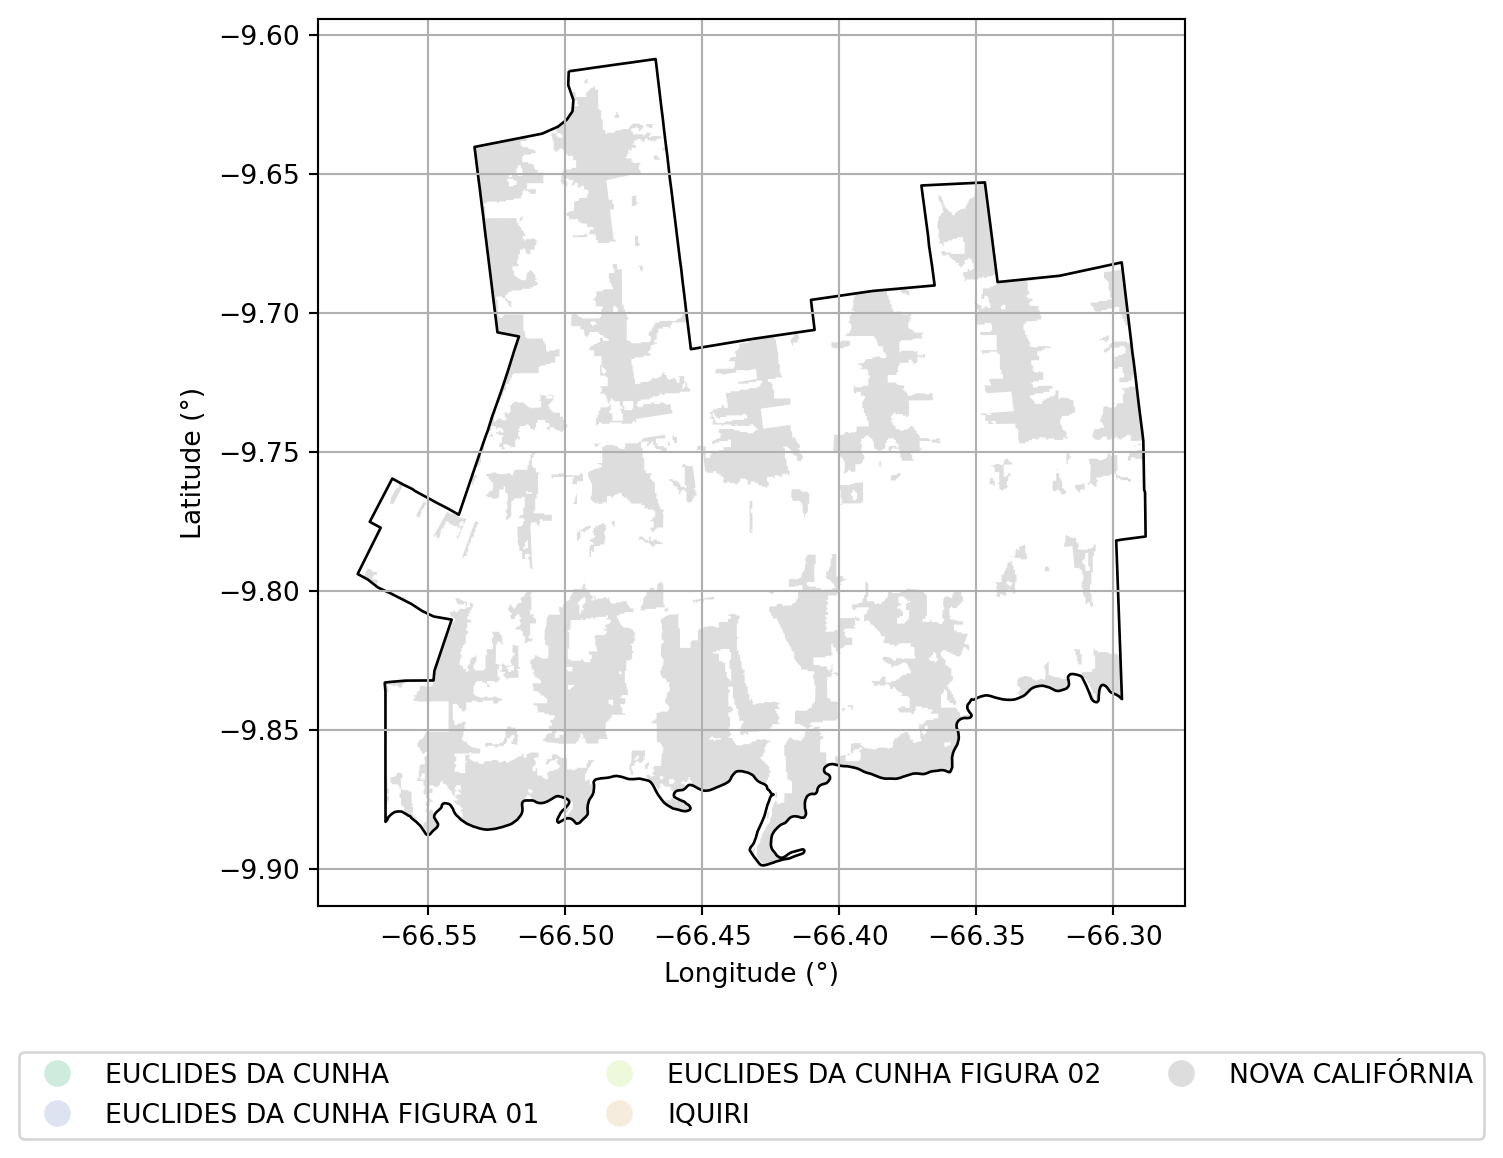 −9.60
−9.65
−9.70
−9.75
−9.80
−9.85
−9.90
Latitude (°)
−66.55 −66.50 −66.45 −66.40 −66.35 −66.30
Longitude (°)
EUCLIDES DA CUNHA
EUCLIDES DA CUNHA FIGURA 01
EUCLIDES DA CUNHA FIGURA 02
IQUIRI
NOVA CALIFÓRNIA